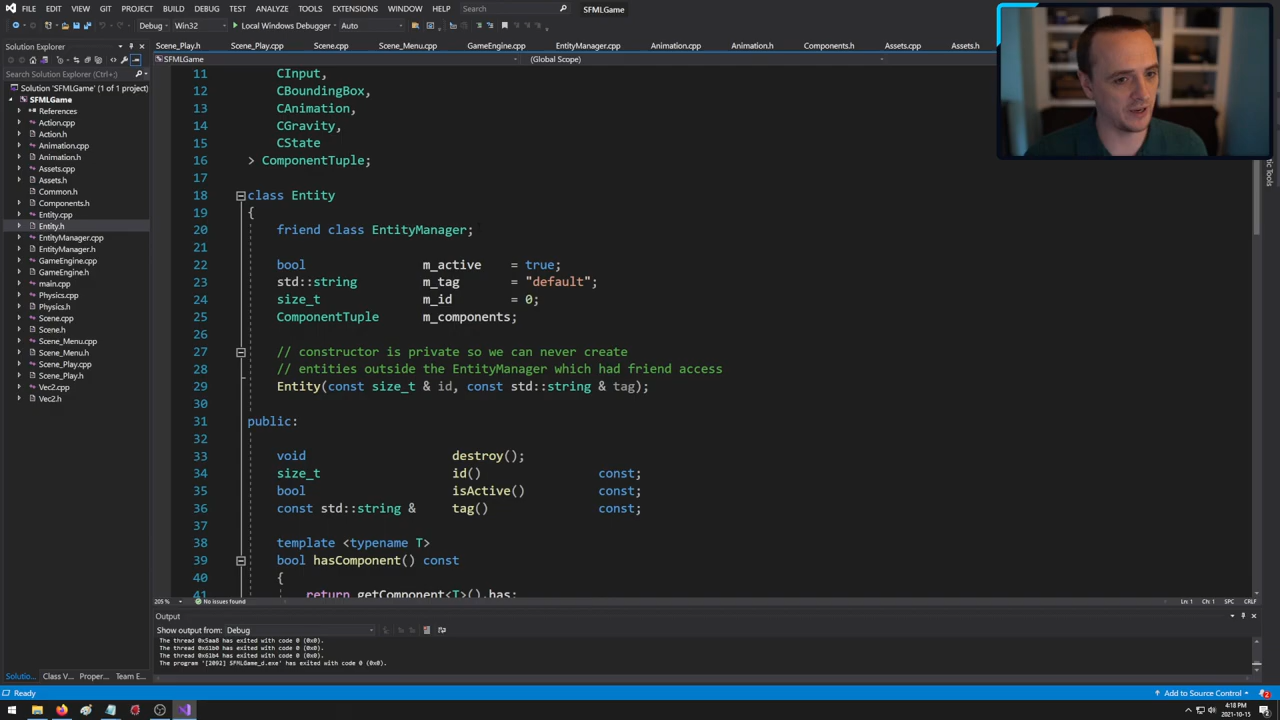 FILE EDIT VIEW GIT PROJECT BUILD DEBUG TEST ANALYZE TOOLS EXTENSIONS WINDOW HELP Search (Ctrl+Q) SFMLGame
Debug Win32 Local Windows Debugger Auto
Solution Explorer
Search Solution Explorer (Ctrl+;)
Solution 'SFMLGame' (1 of 1 project)
SFMLGame
References
Action.cpp
Action.h
Animation.cpp
Animation.h
Assets.cpp
Assets.h
Common.h
Components.h
Entity.cpp
Entity.h
EntityManager.cpp
EntityManager.h
GameEngine.cpp
GameEngine.h
main.cpp
Physics.cpp
Physics.h
Scene.cpp
Scene.h
Scene_Menu.cpp
Scene_Menu.h
Scene_Play.cpp
Scene_Play.h
Vec2.cpp
Vec2.h
Solutio... Class V... Proper... Team E...
Scene_Play.h Scene_Play.cpp Scene.cpp Scene_Menu.cpp GameEngine.cpp EntityManager.cpp Animation.cpp Animation.h Components.h Assets.cpp Assets.h
SFMLGame (Global Scope)
11 CInput,
12 CBoundingBox,
13 CAnimation,
14 CGravity,
15 CState
16 > ComponentTuple;
17
18 class Entity
19 {
20 friend class EntityManager;
21
22 bool m_active = true;
23 std::string m_tag = "default";
24 size_t m_id = 0;
25 ComponentTuple m_components;
26
27 // constructor is private so we can never create
28 // entities outside the EntityManager which had friend access
29 Entity(const size_t & id, const std::string & tag);
30
31 public:
32
33 void destroy();
34 size_t id() const;
35 bool isActive() const;
36 const std::string & tag() const;
37
38 template <typename T>
39 bool hasComponent() const
40 {
41 return getComponent<T>().has;
205 % No issues found Ln: 1 Ch: 1 SPC CRLF
Output
Show output from: Debug
The thread 0x5aa8 has exited with code 0 (0x0).
The thread 0x61b0 has exited with code 0 (0x0).
The thread 0x61b4 has exited with code 0 (0x0).
The program '[2092] SFMLGame_d.exe' has exited with code 0 (0x0).
Ready Add to Source Control 2
4:18 PM
2021-10-15